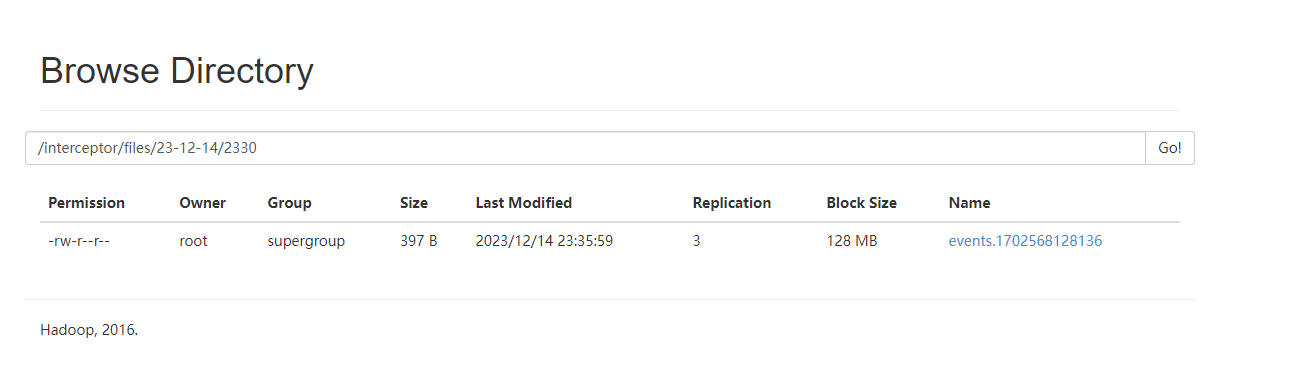 Browse Directory
/interceptor/files/23-12-14/2330 Go!
Permission Owner Group Size Last Modified Replication Block Size Name
-rw-r--r-- root supergroup 397 B 2023/12/14 23:35:59 3 128 MB events.1702568128136
Hadoop, 2016.